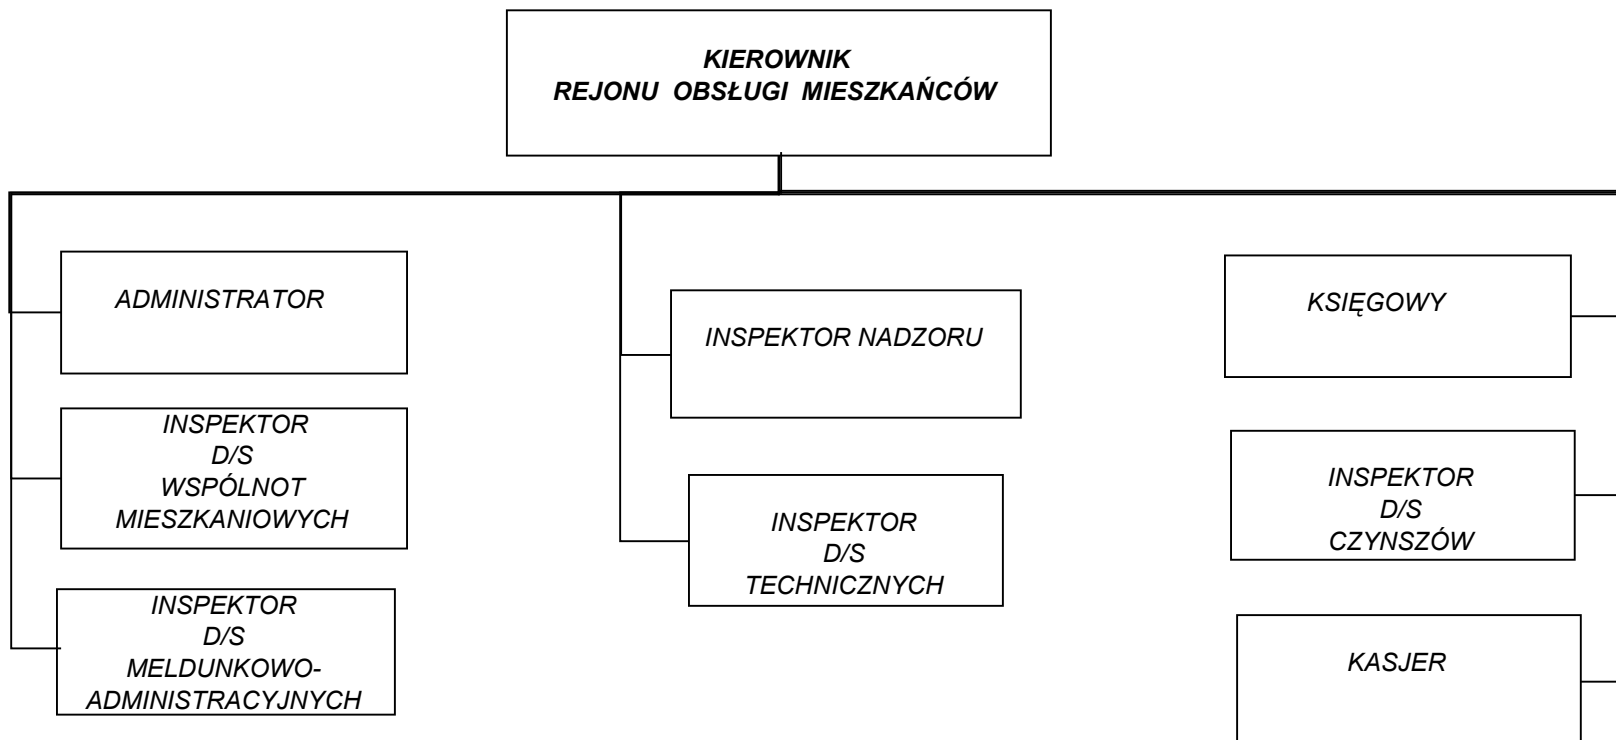 KIEROWNIK
REJONU OBSŁUGI MIESZKAŃCÓW
ADMINISTRATOR
INSPEKTOR
D/S
WSPÓLNOT
MIESZKANIOWYCH
INSPEKTOR
D/S
MELDUNKOWO-
ADMINISTRACYJNYCH
INSPEKTOR NADZORU
INSPEKTOR
D/S
TECHNICZNYCH
KSIĘGOWY
INSPEKTOR
D/S
CZYNSZÓW
KASJER